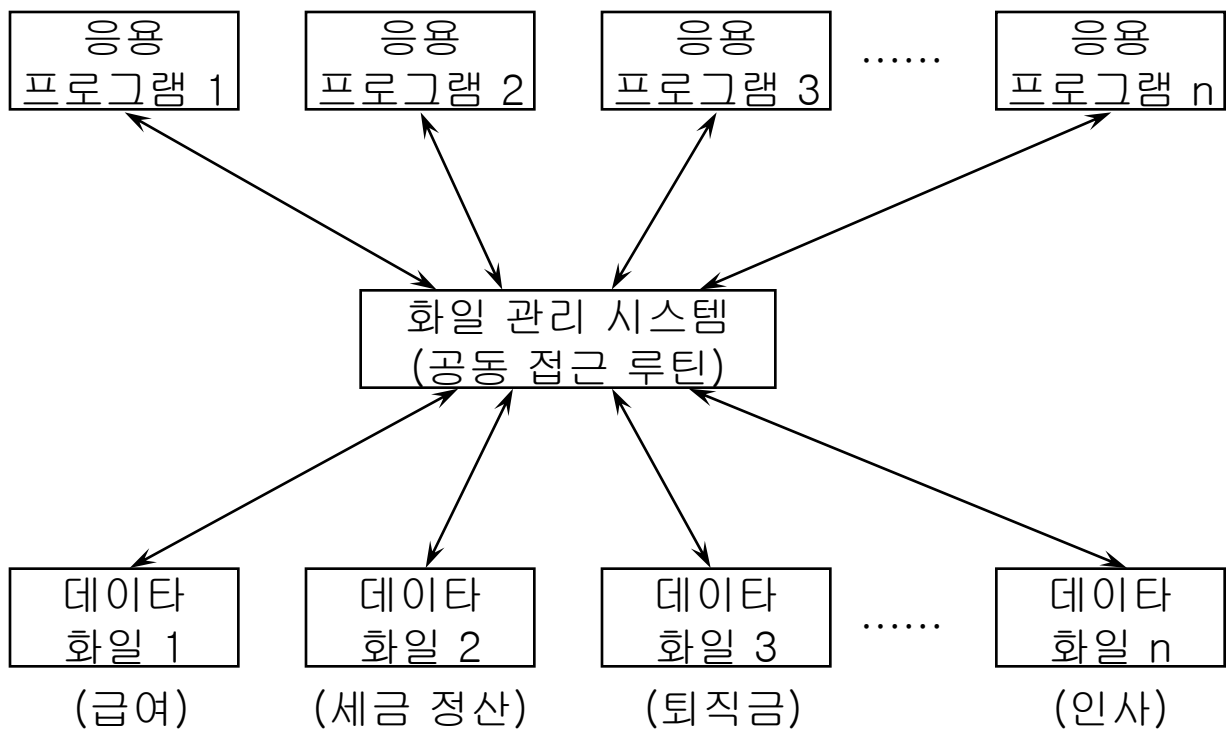 응용
프로그램 1
응용
프로그램 2
응용
프로그램 3
......
응용
프로그램 n
화일 관리 시스템
(공동 접근 루틴)
데이타
화일 1
(급여)
데이타
화일 2
(세금 정산)
데이타
화일 3
(퇴직금)
......
데이타
화일 n
(인사)